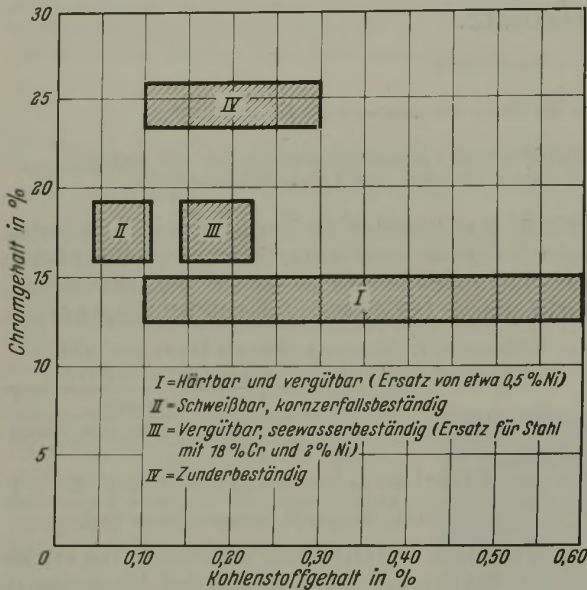 30
25
20
15
10
5
0
Chromgehalt in %
IV
II
III
I
I = Härtbar und vergütbar (Ersatz von etwa 0,5 % Ni)
II = Schweißbar, kornzerfallsbeständig
III = Vergütbar, seewasserbeständig (Ersatz für Stahl
mit 18 % Cr und 2 % Ni)
IV = Zunderbeständig
0,10
0,20
0,30
0,40
0,50
0,60
Kohlenstoffgehalt in %